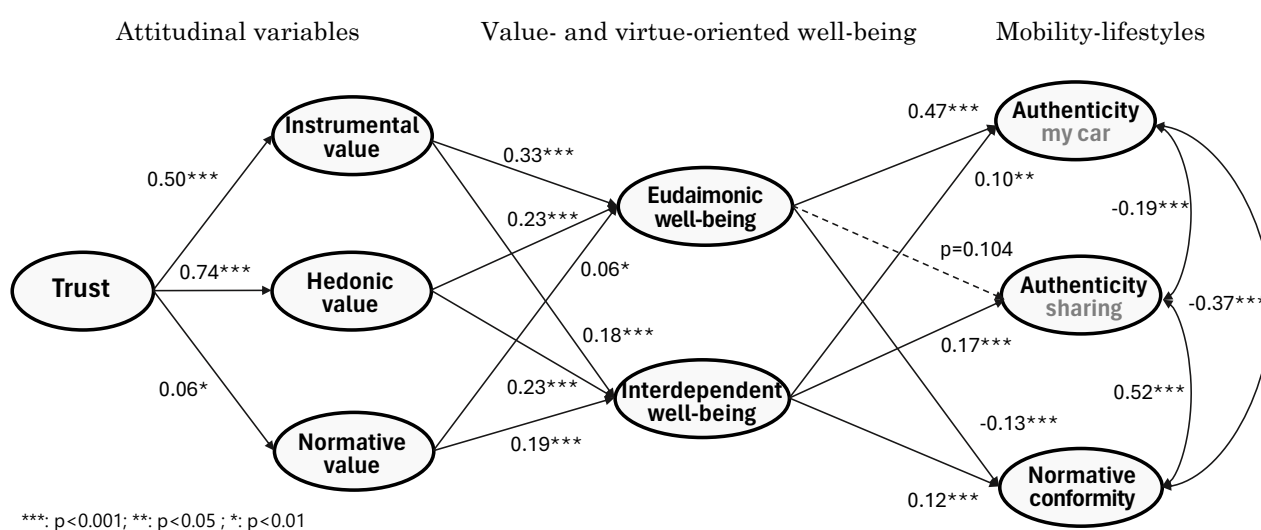 Attitudinal variables
Value- and virtue-oriented well-being
Mobility-lifestyles
Instrumental
value
Hedonic
value
Normative
value
Trust
0.50***
0.74***
0.06*
0.33***
0.23***
0.06*
0.18***
0.23***
0.19***
Eudaimonic
well-being
Interdependent
well-being
0.47***
0.10**
p=0.104
0.17***
-0.13***
0.12***
Authenticity
my car
Authenticity
sharing
Normative
conformity
-0.19***
-0.37***
0.52***
***: p<0.001; **: p<0.05 ; *: p<0.01